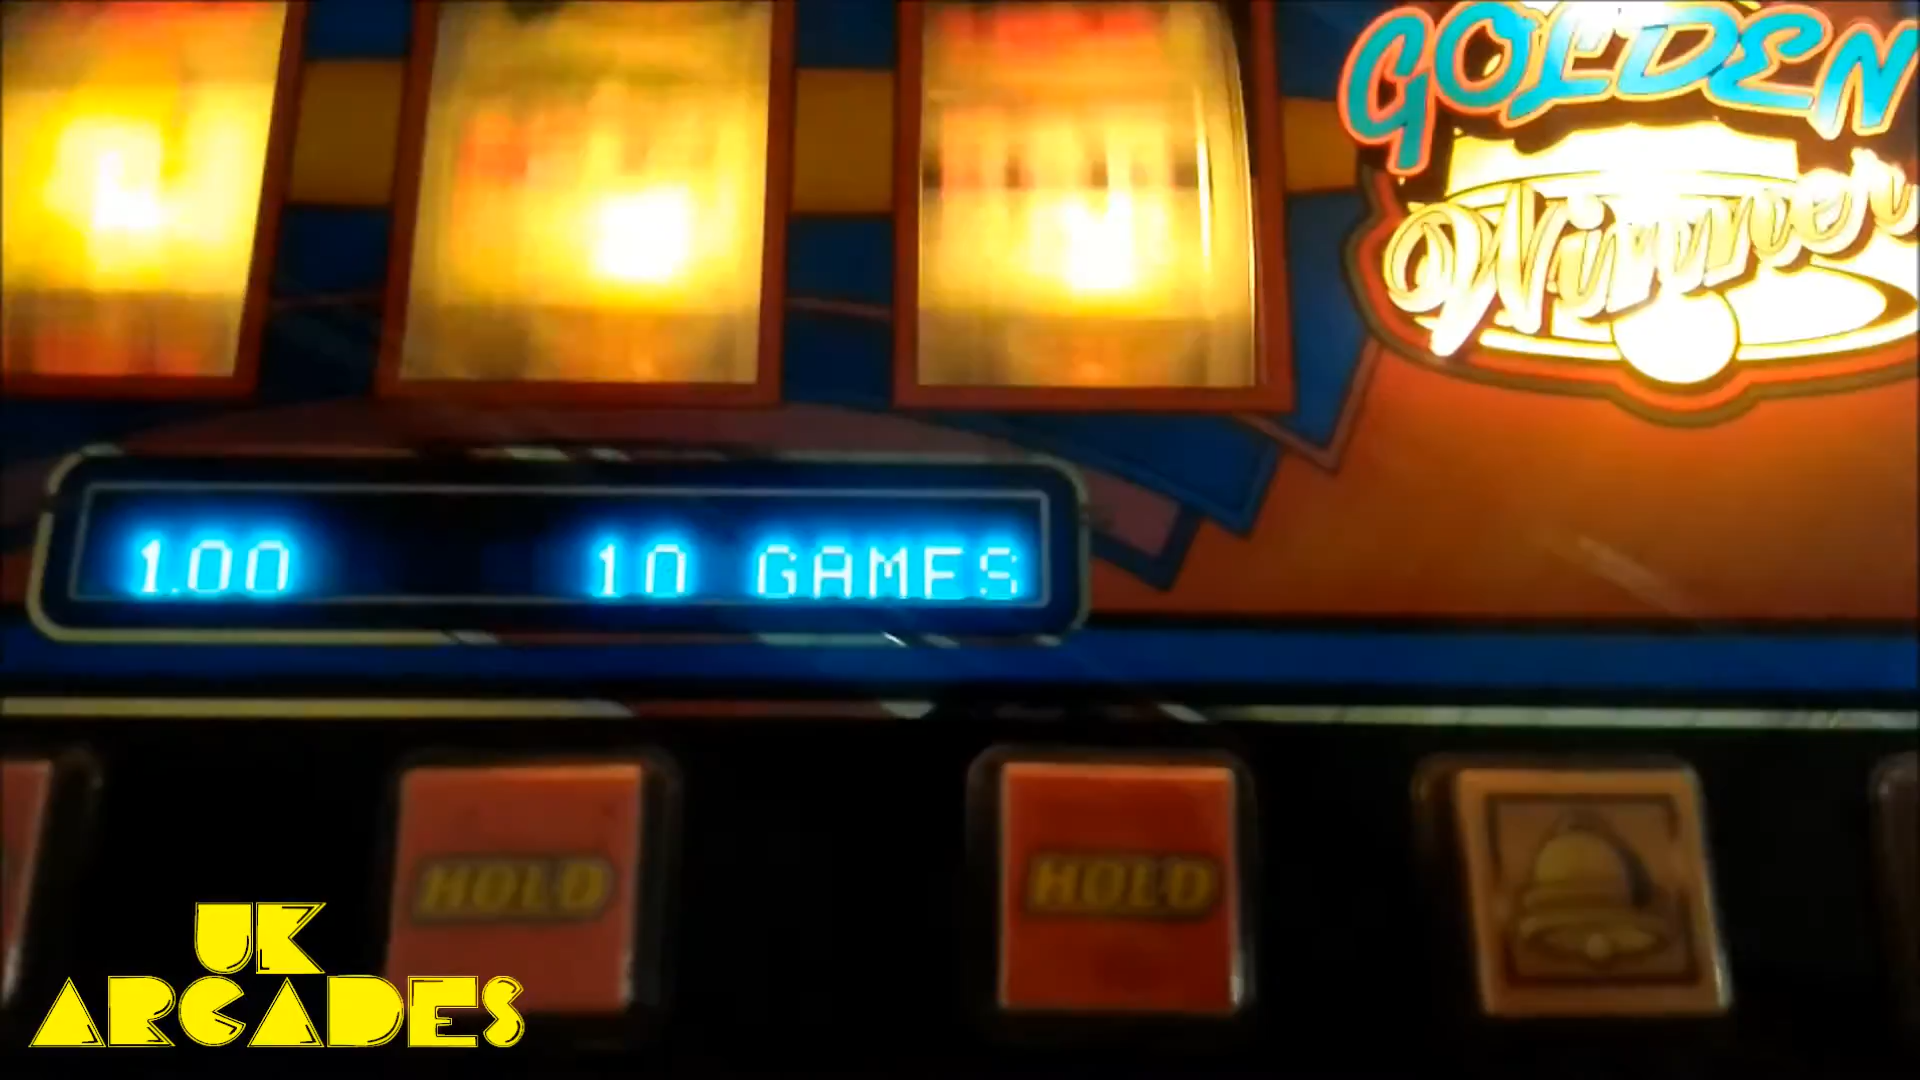 GOLDEN
Winner
1.00 10 GAMES
HOLD HOLD
UK
ARCADES